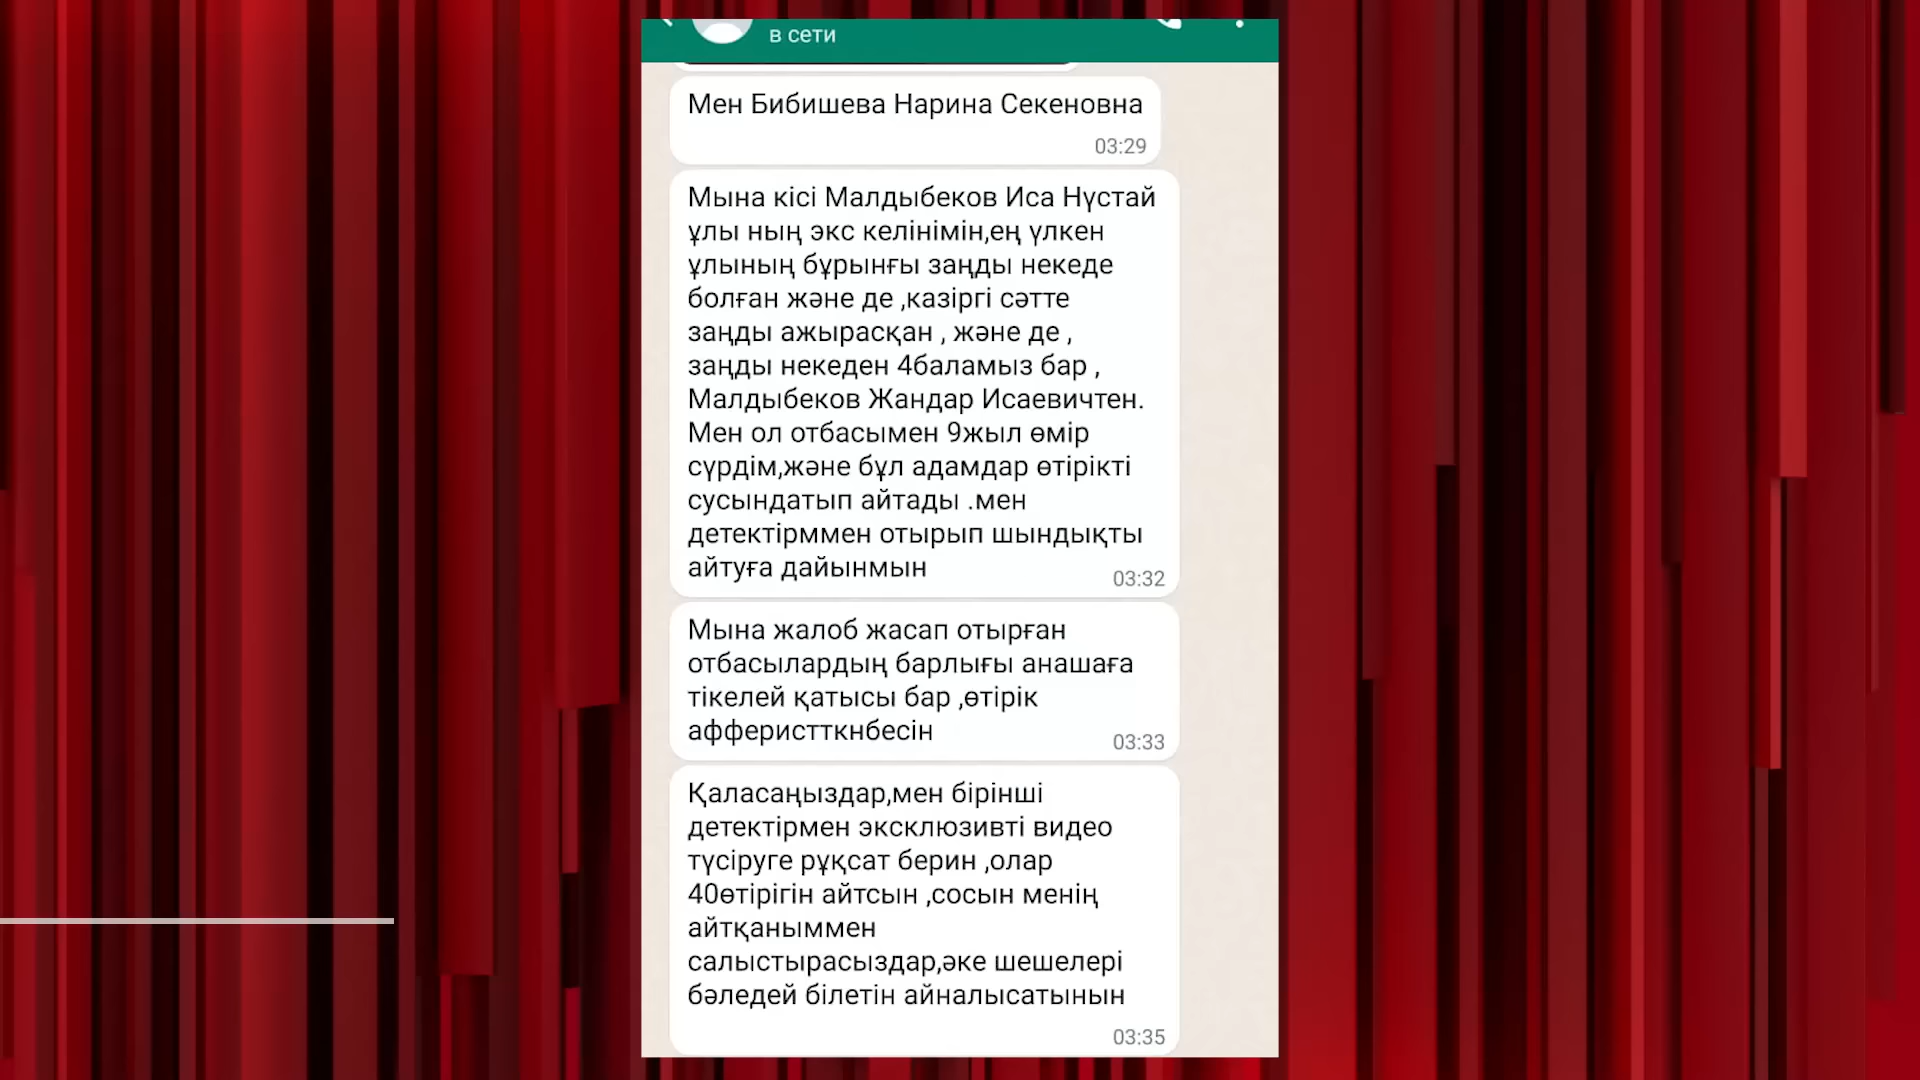 в сети
Мен Бибишева Нарина Секеновна
03:29
Мына кісі Малдыбеков Иса Нүстай
ұлы ның экс келінімін,ең үлкен
ұлының бұрынғы заңды некеде
болған және де ,казіргі сәтте
заңды ажырасқан , және де ,
заңды некеден 4баламыз бар ,
Малдыбеков Жандар Исаевичтен.
Мен ол отбасымен 9жыл өмір
сүрдім,және бұл адамдар өтірікті
сусындатып айтады .мен
детектірммен отырып шындықты
айтуға дайынмын
03:32
Мына жалоб жасап отырған
отбасылардың барлығы анашаға
тікелей қатысы бар ,өтірік
афферистткнбесін
03:33
Қаласаңыздар,мен бірінші
детектірмен эксклюзивті видео
түсіруге рұқсат берин ,олар
40өтірігін айтсын ,сосын менің
айтқаныммен
салыстырасыздар,әке шешелері
бәледей білетін айналысатынын
03:35